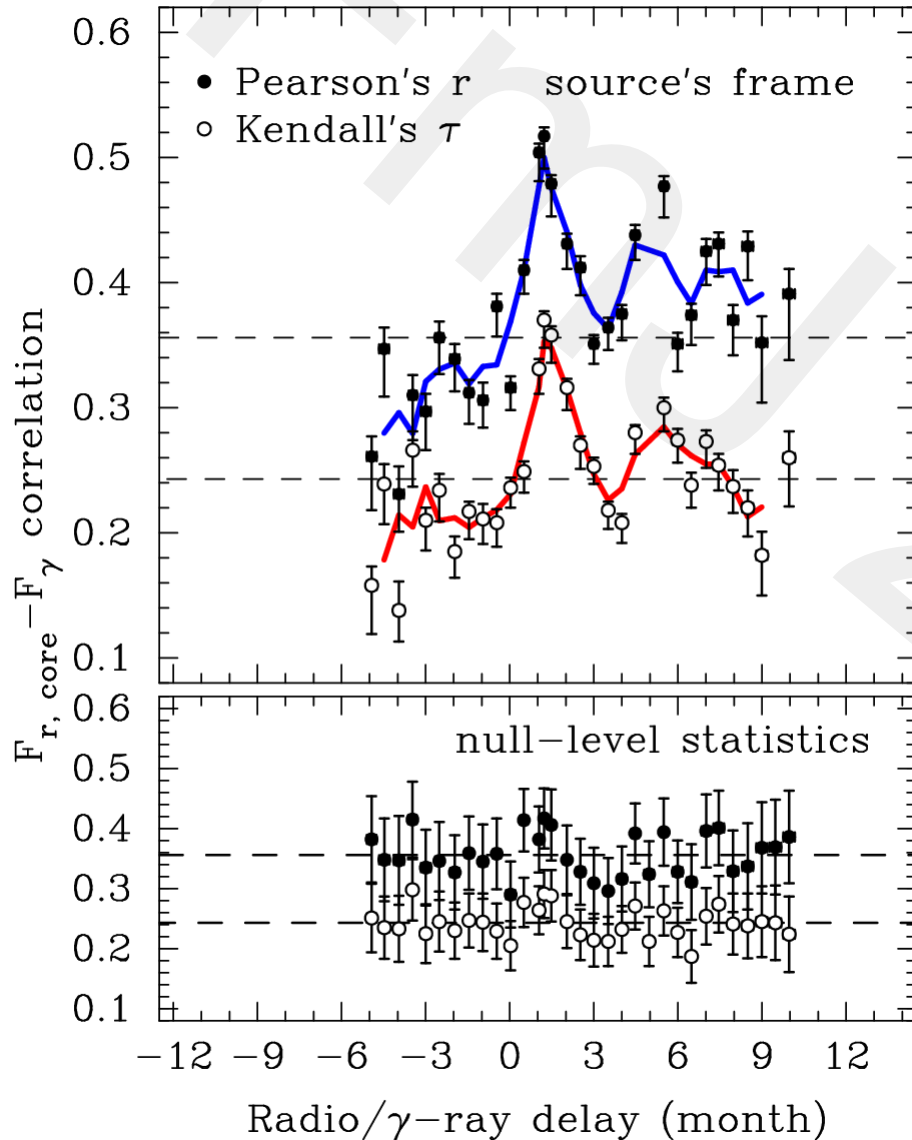 0.6
0.5
0.4
0.3
0.2
0.1
Pearson's r
Kendall's τ
source's frame
F_{r, core}−F_γ correlation
0.6
0.5
0.4
0.3
0.2
0.1
null−level statistics
−12 −9 −6 −3 0 3 6 9 12
Radio/γ−ray delay (month)